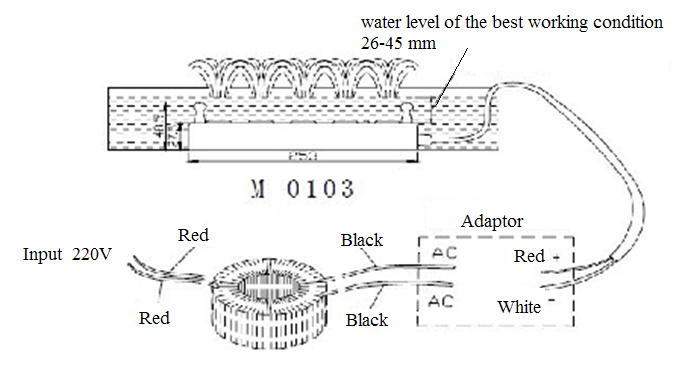 water level of the best working condition
26-45 mm
250
M 0103
Adaptor
Red
Black
AC
Red +
Input 220V
Red
Black
AC
White -